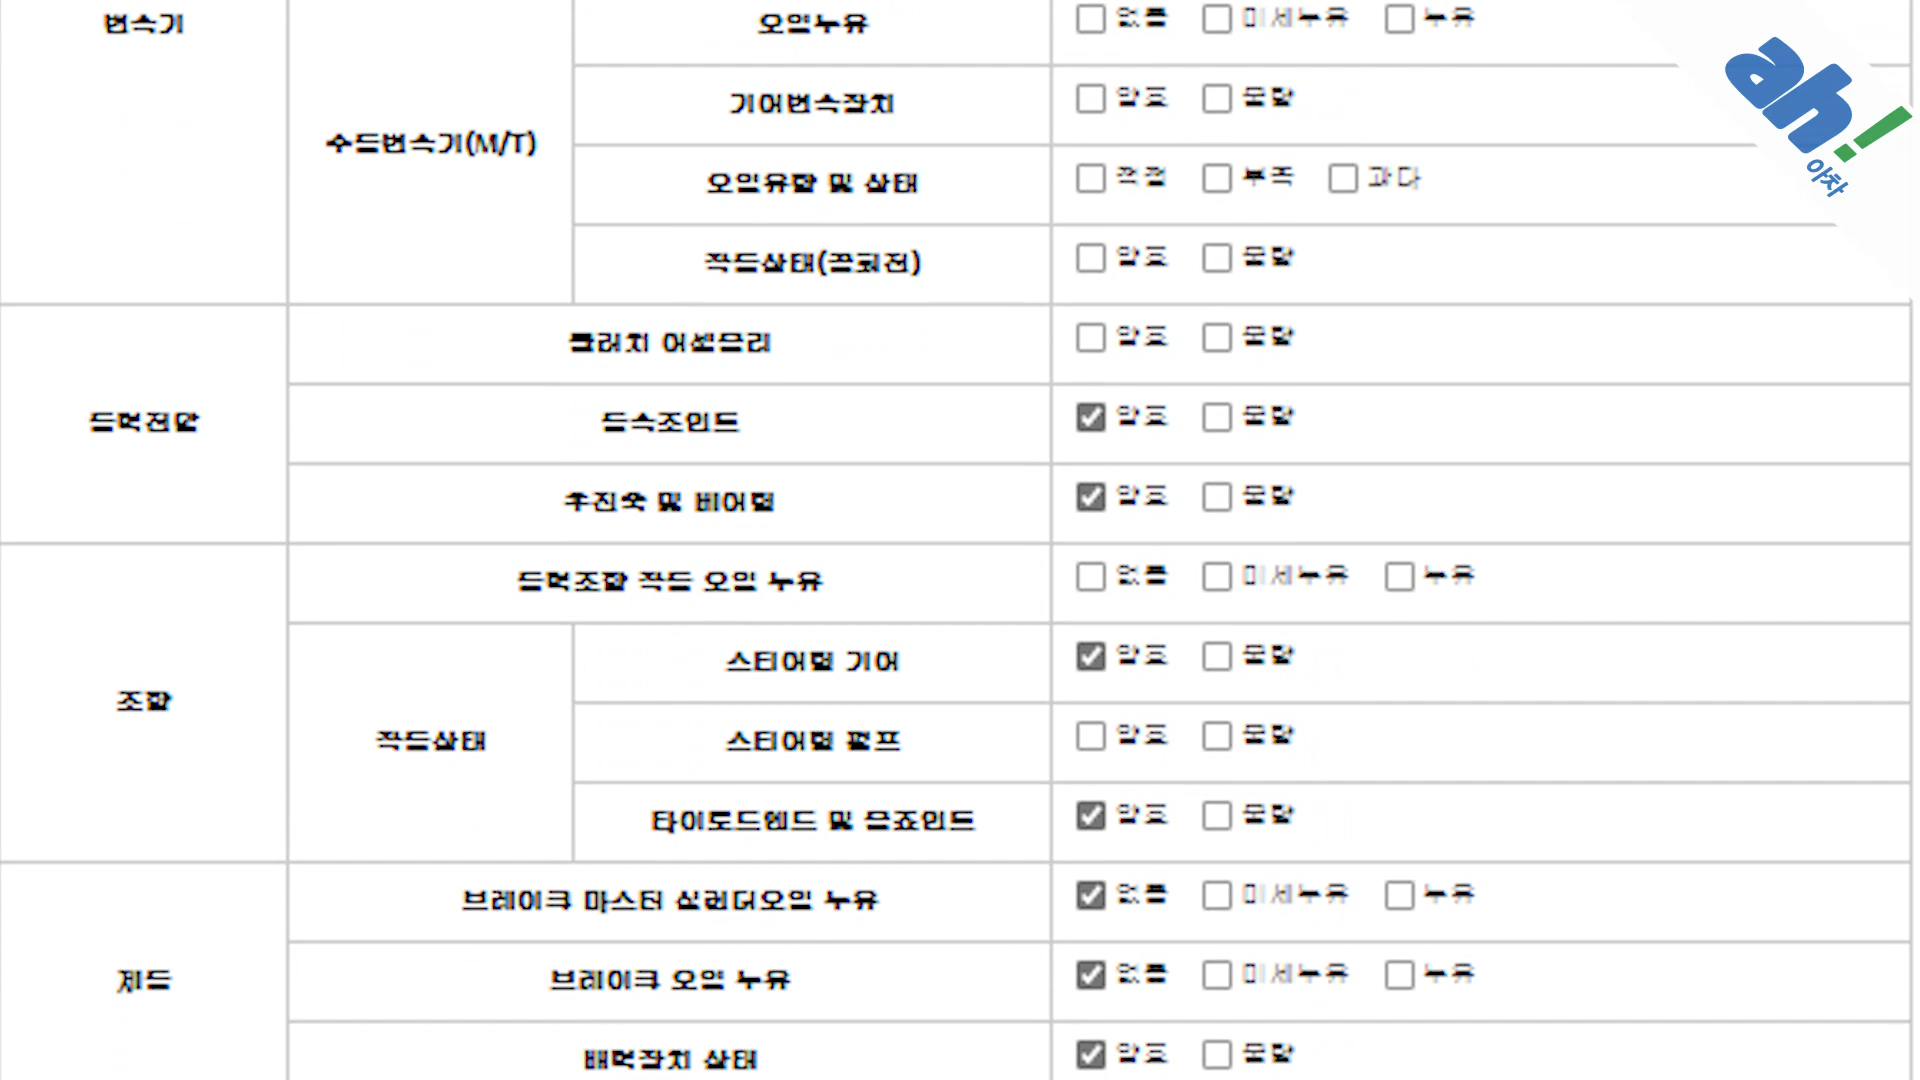 변속기 수동변속기(M/T) 오일누유 없음 미세누유 누유
기어변속장치 양호 불량
오일유량 및 상태 적정 부족 과다
작동상태(공회전) 양호 불량
동력전달 클러치 어셈블리 양호 불량
등속조인트 양호 불량
추진축 및 베어링 양호 불량
조향 동력조향 작동 오일 누유 없음 미세누유 누유
작동상태 스티어링 기어 양호 불량
스티어링 펌프 양호 불량
타이로드엔드 및 볼죠인트 양호 불량
제동 브레이크 마스터 실린더오일 누유 없음 미세누유 누유
브레이크 오일 누유 없음 미세누유 누유
배력장치 상태 양호 불량
ah!
아차